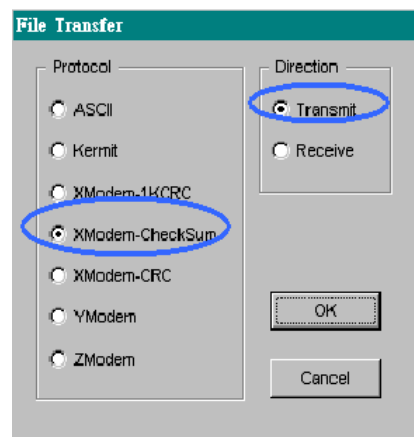 File Transfer
Protocol
ASCII
Kermit
XModem-1KCRC
XModem-CheckSum
XModem-CRC
YModem
ZModem
Direction
Transmit
Receive
OK
Cancel